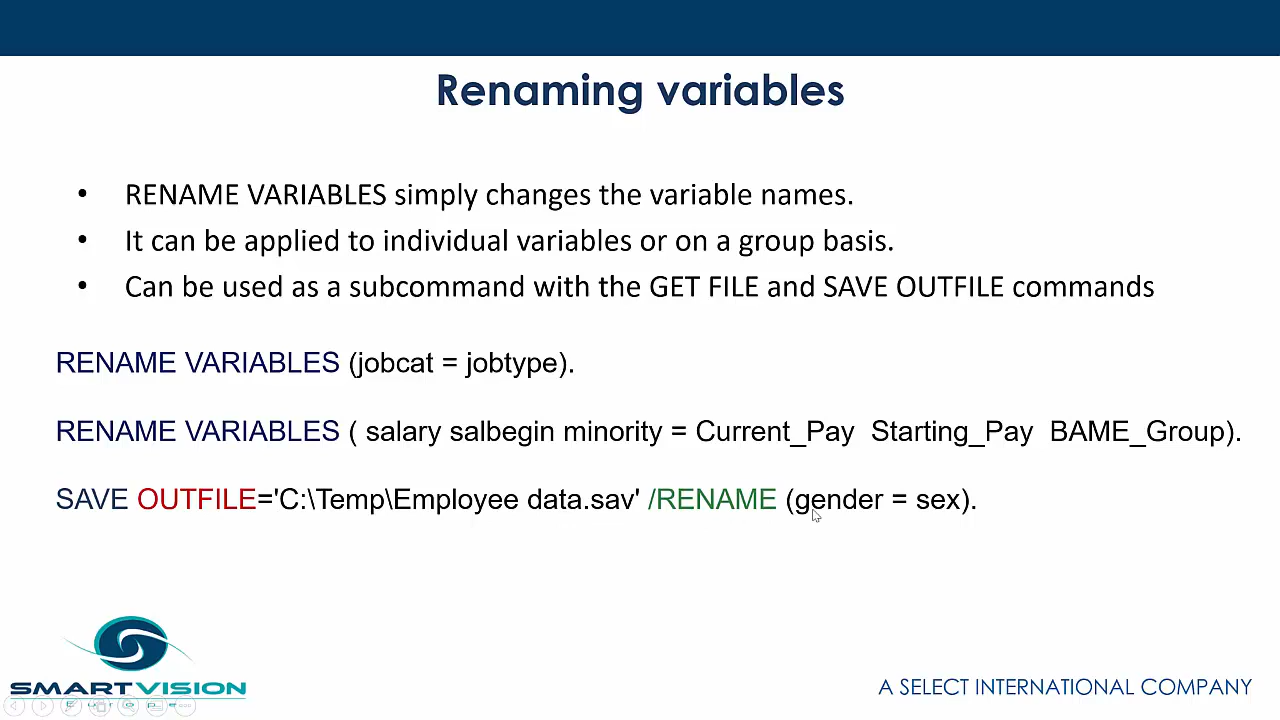 Renaming variables
• RENAME VARIABLES simply changes the variable names.
• It can be applied to individual variables or on a group basis.
• Can be used as a subcommand with the GET FILE and SAVE OUTFILE commands
RENAME VARIABLES (jobcat = jobtype).
RENAME VARIABLES ( salary salbegin minority = Current_Pay Starting_Pay BAME_Group).
SAVE OUTFILE='C:\Temp\Employee data.sav' /RENAME (gender = sex).
SMART VISION
Europe
A SELECT INTERNATIONAL COMPANY